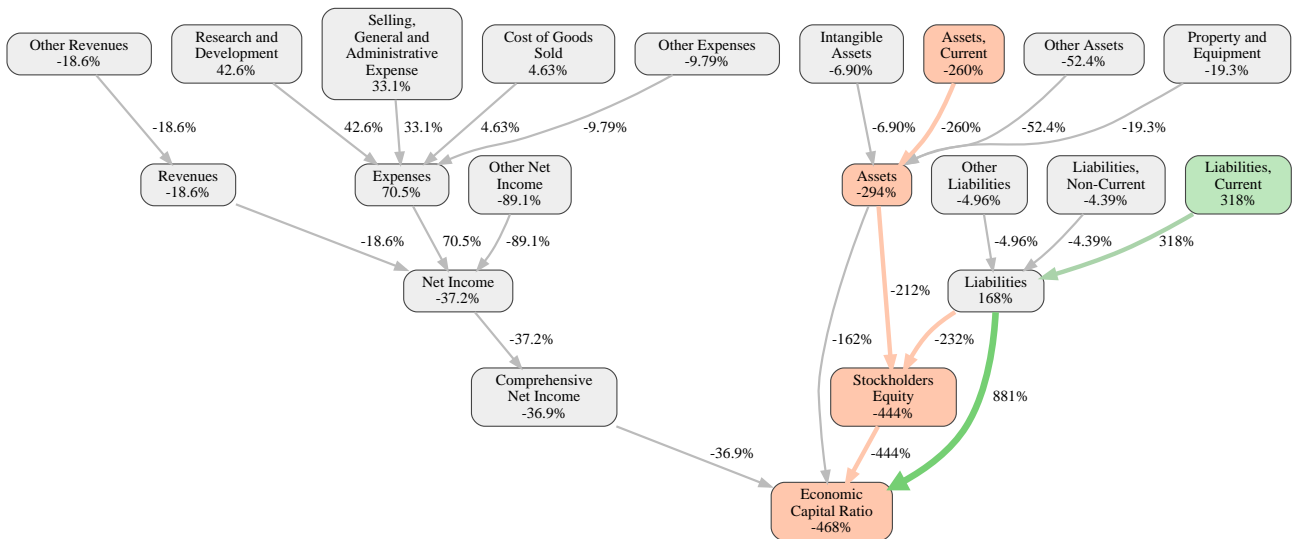 Other Revenues
-18.6%
Research and
Development
42.6%
Selling,
General and
Administrative
Expense
33.1%
Cost of Goods
Sold
4.63%
Other Expenses
-9.79%
Intangible
Assets
-6.90%
Assets,
Current
-260%
Other Assets
-52.4%
Property and
Equipment
-19.3%
-18.6%
42.6%
33.1%
4.63%
-9.79%
-6.90%
-260%
-52.4%
-19.3%
Revenues
-18.6%
Expenses
70.5%
Other Net
Income
-89.1%
Assets
-294%
Other
Liabilities
-4.96%
Liabilities,
Non-Current
-4.39%
Liabilities,
Current
318%
-18.6%
70.5%
-89.1%
-4.96%
-4.39%
318%
Net Income
-37.2%
Liabilities
168%
-212%
-37.2%
-162%
-232%
Comprehensive
Net Income
-36.9%
Stockholders
Equity
-444%
881%
-36.9%
-444%
Economic
Capital Ratio
-468%